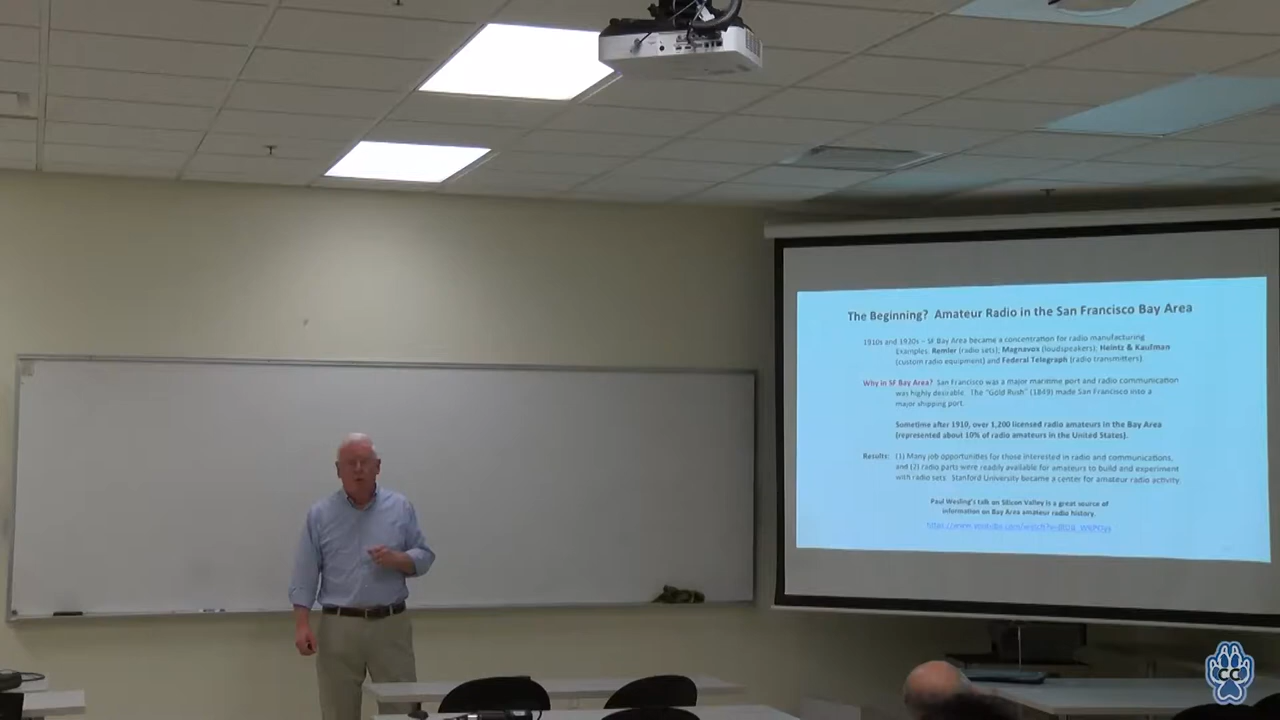 The Beginning? Amateur Radio in the San Francisco Bay Area
1910s and 1920s – SF Bay Area became a concentration for radio manufacturing
Examples: Remler (radio sets); Magnavox (loudspeakers); Heintz & Kaufman
(custom radio equipment) and Federal Telegraph (radio transmitters).
Why in SF Bay Area? San Francisco was a major maritime port and radio communication
was highly desirable. The "Gold Rush" (1849) made San Francisco into a
major shipping port.
Sometime after 1910, over 1,200 licensed radio amateurs in the Bay Area
(represented about 10% of radio amateurs in the United States).
Results: (1) Many job opportunities for those interested in radio and communications,
and (2) radio parts were readily available for amateurs to build and experiment
with radio sets. Stanford University became a center for amateur radio activity.
Paul Wesling's talk on Silicon Valley is a great source of
information on Bay Area amateur radio history.
CC